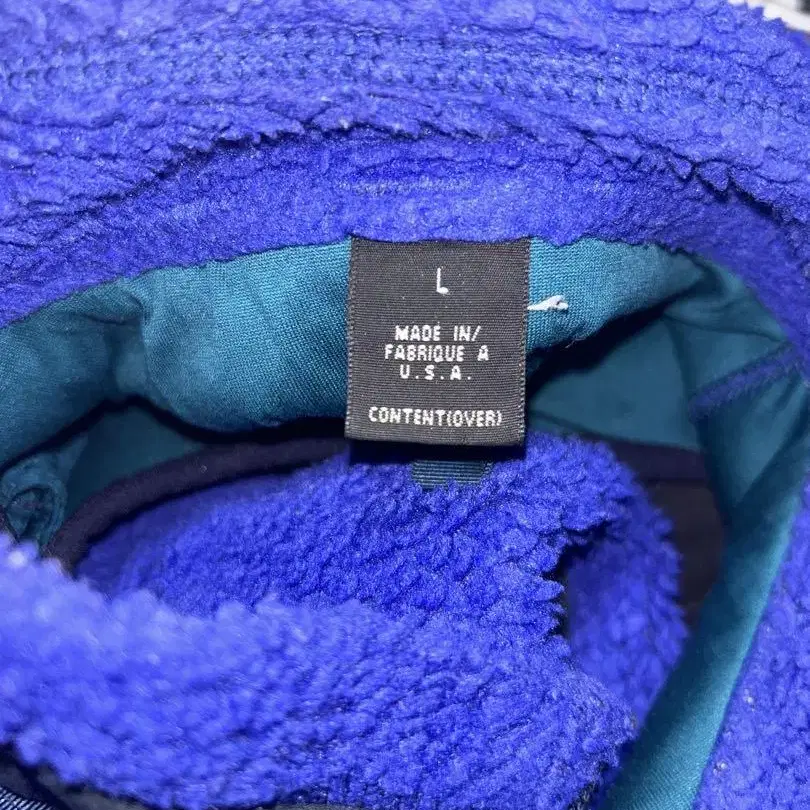 L
MADE IN/
FABRIQUE A
U.S.A.
CONTENT(OVER)